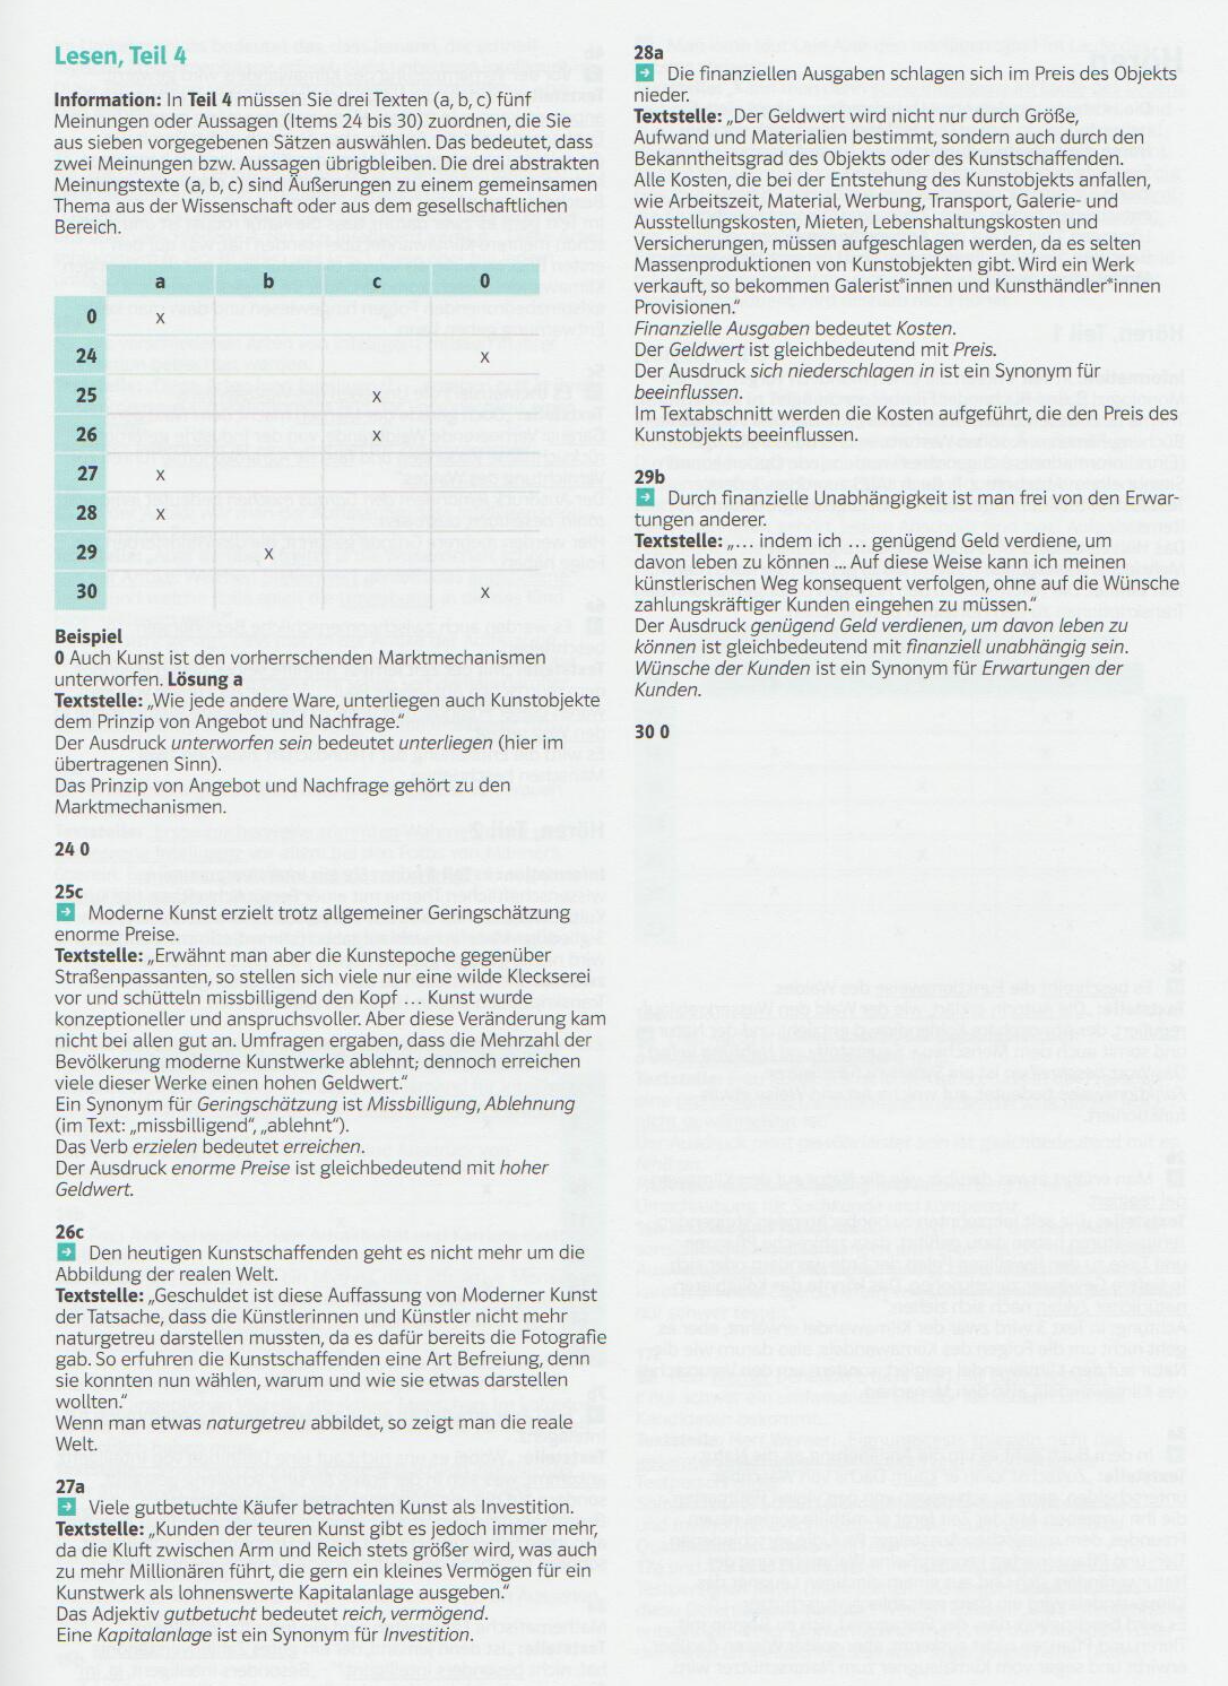 Lesen, Teil 4
Information: In Teil 4 müssen Sie drei Texten (a, b, c) fünf
Meinungen oder Aussagen (Items 24 bis 30) zuordnen, die Sie
aus sieben vorgegebenen Sätzen auswählen. Das bedeutet, dass
zwei Meinungen bzw. Aussagen übrigbleiben. Die drei abstrakten
Meinungstexte (a, b, c) sind Äußerungen zu einem gemeinsamen
Thema aus der Wissenschaft oder aus dem gesellschaftlichen
Bereich.
a b c 0
0 x
24 x
25 x
26 x
27 x
28 x
29 x
30 x
Beispiel
0 Auch Kunst ist den vorherrschenden Marktmechanismen
unterworfen. Lösung a
Textstelle: „Wie jede andere Ware, unterliegen auch Kunstobjekte
dem Prinzip von Angebot und Nachfrage.“
Der Ausdruck unterworfen sein bedeutet unterliegen (hier im
übertragenen Sinn).
Das Prinzip von Angebot und Nachfrage gehört zu den
Marktmechanismen.
24 0
25c
Moderne Kunst erzielt trotz allgemeiner Geringschätzung
enorme Preise.
Textstelle: „Erwähnt man aber die Kunstepoche gegenüber
Straßenpassanten, so stellen sich viele nur eine wilde Kleckserei
vor und schütteln missbilligend den Kopf ... Kunst wurde
konzeptioneller und anspruchsvoller. Aber diese Veränderung kam
nicht bei allen gut an. Umfragen ergaben, dass die Mehrzahl der
Bevölkerung moderne Kunstwerke ablehnt; dennoch erreichen
viele dieser Werke einen hohen Geldwert.“
Ein Synonym für Geringschätzung ist Missbilligung, Ablehnung
(im Text: „missbilligend“, „ablehnt“).
Das Verb erzielen bedeutet erreichen.
Der Ausdruck enorme Preise ist gleichbedeutend mit hoher
Geldwert.
26c
Den heutigen Kunstschaffenden geht es nicht mehr um die
Abbildung der realen Welt.
Textstelle: „Geschuldet ist diese Auffassung von Moderner Kunst
der Tatsache, dass die Künstlerinnen und Künstler nicht mehr
naturgetreu darstellen mussten, da es dafür bereits die Fotografie
gab. So erfuhren die Kunstschaffenden eine Art Befreiung, denn
sie konnten nun wählen, warum und wie sie etwas darstellen
wollten.“
Wenn man etwas naturgetreu abbildet, so zeigt man die reale
Welt.
27a
Viele gutbetuchte Käufer betrachten Kunst als Investition.
Textstelle: „Kunden der teuren Kunst gibt es jedoch immer mehr,
da die Kluft zwischen Arm und Reich stets größer wird, was auch
zu mehr Millionären führt, die gern ein kleines Vermögen für ein
Kunstwerk als lohnenswerte Kapitalanlage ausgeben.“
Das Adjektiv gutbetucht bedeutet reich, vermögend.
Eine Kapitalanlage ist ein Synonym für Investition.
28a
Die finanziellen Ausgaben schlagen sich im Preis des Objekts
nieder.
Textstelle: „Der Geldwert wird nicht nur durch Größe,
Aufwand und Materialien bestimmt, sondern auch durch den
Bekanntheitsgrad des Objekts oder des Kunstschaffenden.
Alle Kosten, die bei der Entstehung des Kunstobjekts anfallen,
wie Arbeitszeit, Material, Werbung, Transport, Galerie- und
Ausstellungskosten, Mieten, Lebenshaltungskosten und
Versicherungen, müssen aufgeschlagen werden, da es selten
Massenproduktionen von Kunstobjekten gibt. Wird ein Werk
verkauft, so bekommen Galerist*innen und Kunsthändler*innen
Provisionen.“
Finanzielle Ausgaben bedeutet Kosten.
Der Geldwert ist gleichbedeutend mit Preis.
Der Ausdruck sich niederschlagen in ist ein Synonym für
beeinflussen.
Im Textabschnitt werden die Kosten aufgeführt, die den Preis des
Kunstobjekts beeinflussen.
29b
Durch finanzielle Unabhängigkeit ist man frei von den Erwar-
tungen anderer.
Textstelle: „... indem ich ... genügend Geld verdiene, um
davon leben zu können ... Auf diese Weise kann ich meinen
künstlerischen Weg konsequent verfolgen, ohne auf die Wünsche
zahlungskräftiger Kunden eingehen zu müssen.“
Der Ausdruck genügend Geld verdienen, um davon leben zu
können ist gleichbedeutend mit finanziell unabhängig sein.
Wünsche der Kunden ist ein Synonym für Erwartungen der
Kunden.
30 0